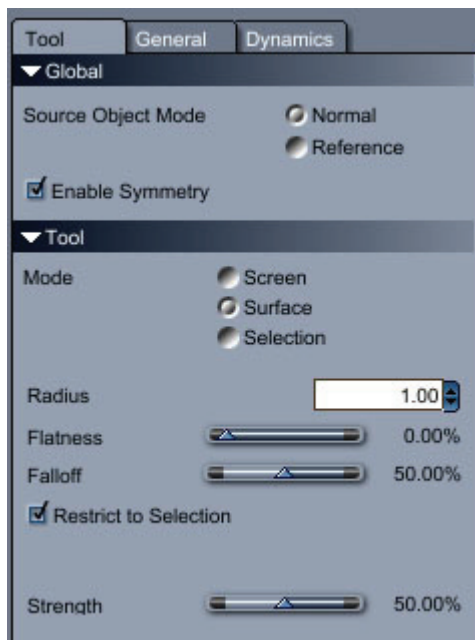 Tool General Dynamics
Global
Source Object Mode Normal
Reference
Enable Symmetry
Tool
Mode Screen
Surface
Selection
Radius 1.00
Flatness 0.00%
Falloff 50.00%
Restrict to Selection
Strength 50.00%